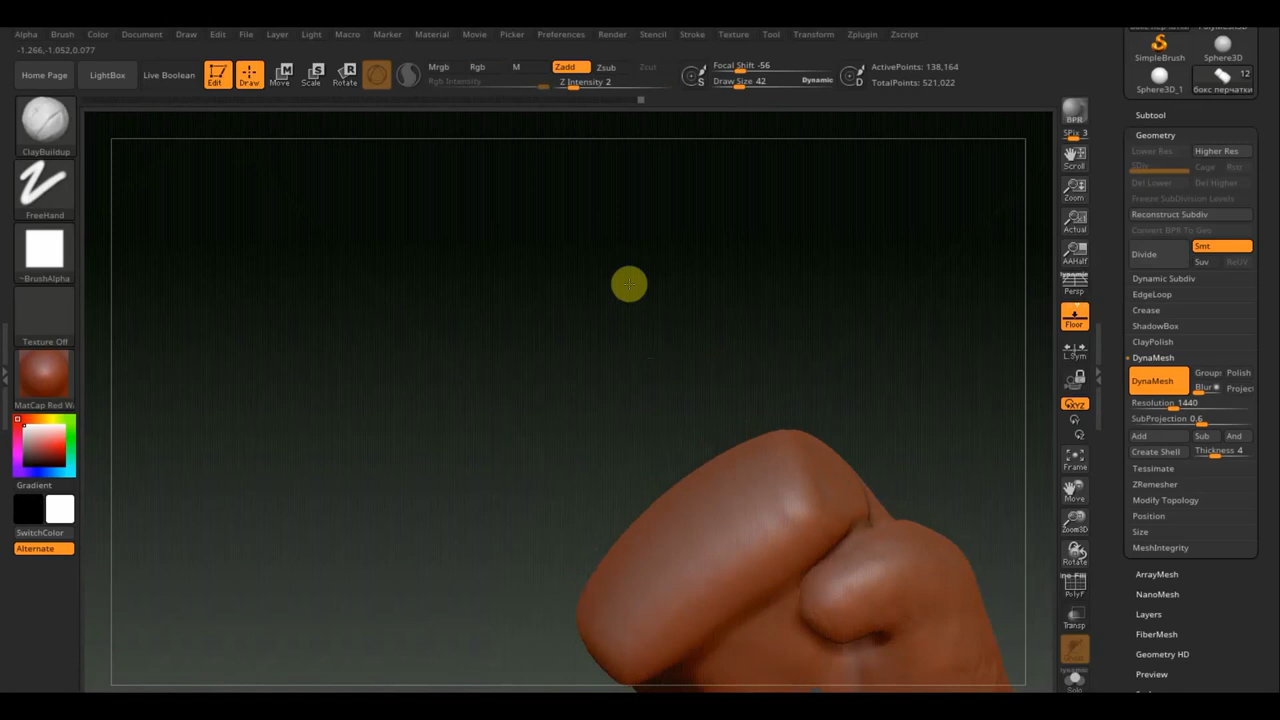 Alpha Brush Color Document Draw Edit File Layer Light Macro Marker Material Movie Picker Preferences Render Stencil Stroke Texture Tool Transform Zplugin Zscript
-1.266,-1.052,0.077
Home Page LightBox Live Boolean Edit Draw Move Scale Rotate
Mrgb Rgb M Zadd Zsub Zcut
Rgb Intensity Z Intensity 2
Focal Shift -56
Draw Size 42 Dynamic
S
D
ActivePoints: 138,164
TotalPoints: 521,022
ClayBuildup
FreeHand
~BrushAlpha
Texture Off
MatCap Red Wa
Gradient
SwitchColor
Alternate
BPR
SPix 3
Scroll
Zoom
Actual
AAHalf
Dynamic
Persp
Floor
L.Sym
XYZ
Y
Z
Frame
Move
Zoom3D
Rotate
PolyF
Transp
Solo
SimpleBrush Sphere3D
12
Sphere3D_1 бокс перчатки
Subtool
Geometry
Lower Res Higher Res
SDiv Cage Rstr
Del Lower Del Higher
Freeze SubDivision Levels
Reconstruct Subdiv
Convert BPR To Geo
Divide Smt
Suv ReUV
Dynamic Subdiv
EdgeLoop
Crease
ShadowBox
ClayPolish
DynaMesh
DynaMesh Groups Polish
Blur Project
Resolution 1440
SubProjection 0.6
Add Sub And
Create Shell Thickness 4
Tessimate
ZRemesher
Modify Topology
Position
Size
MeshIntegrity
ArrayMesh
NanoMesh
Layers
FiberMesh
Geometry HD
Preview